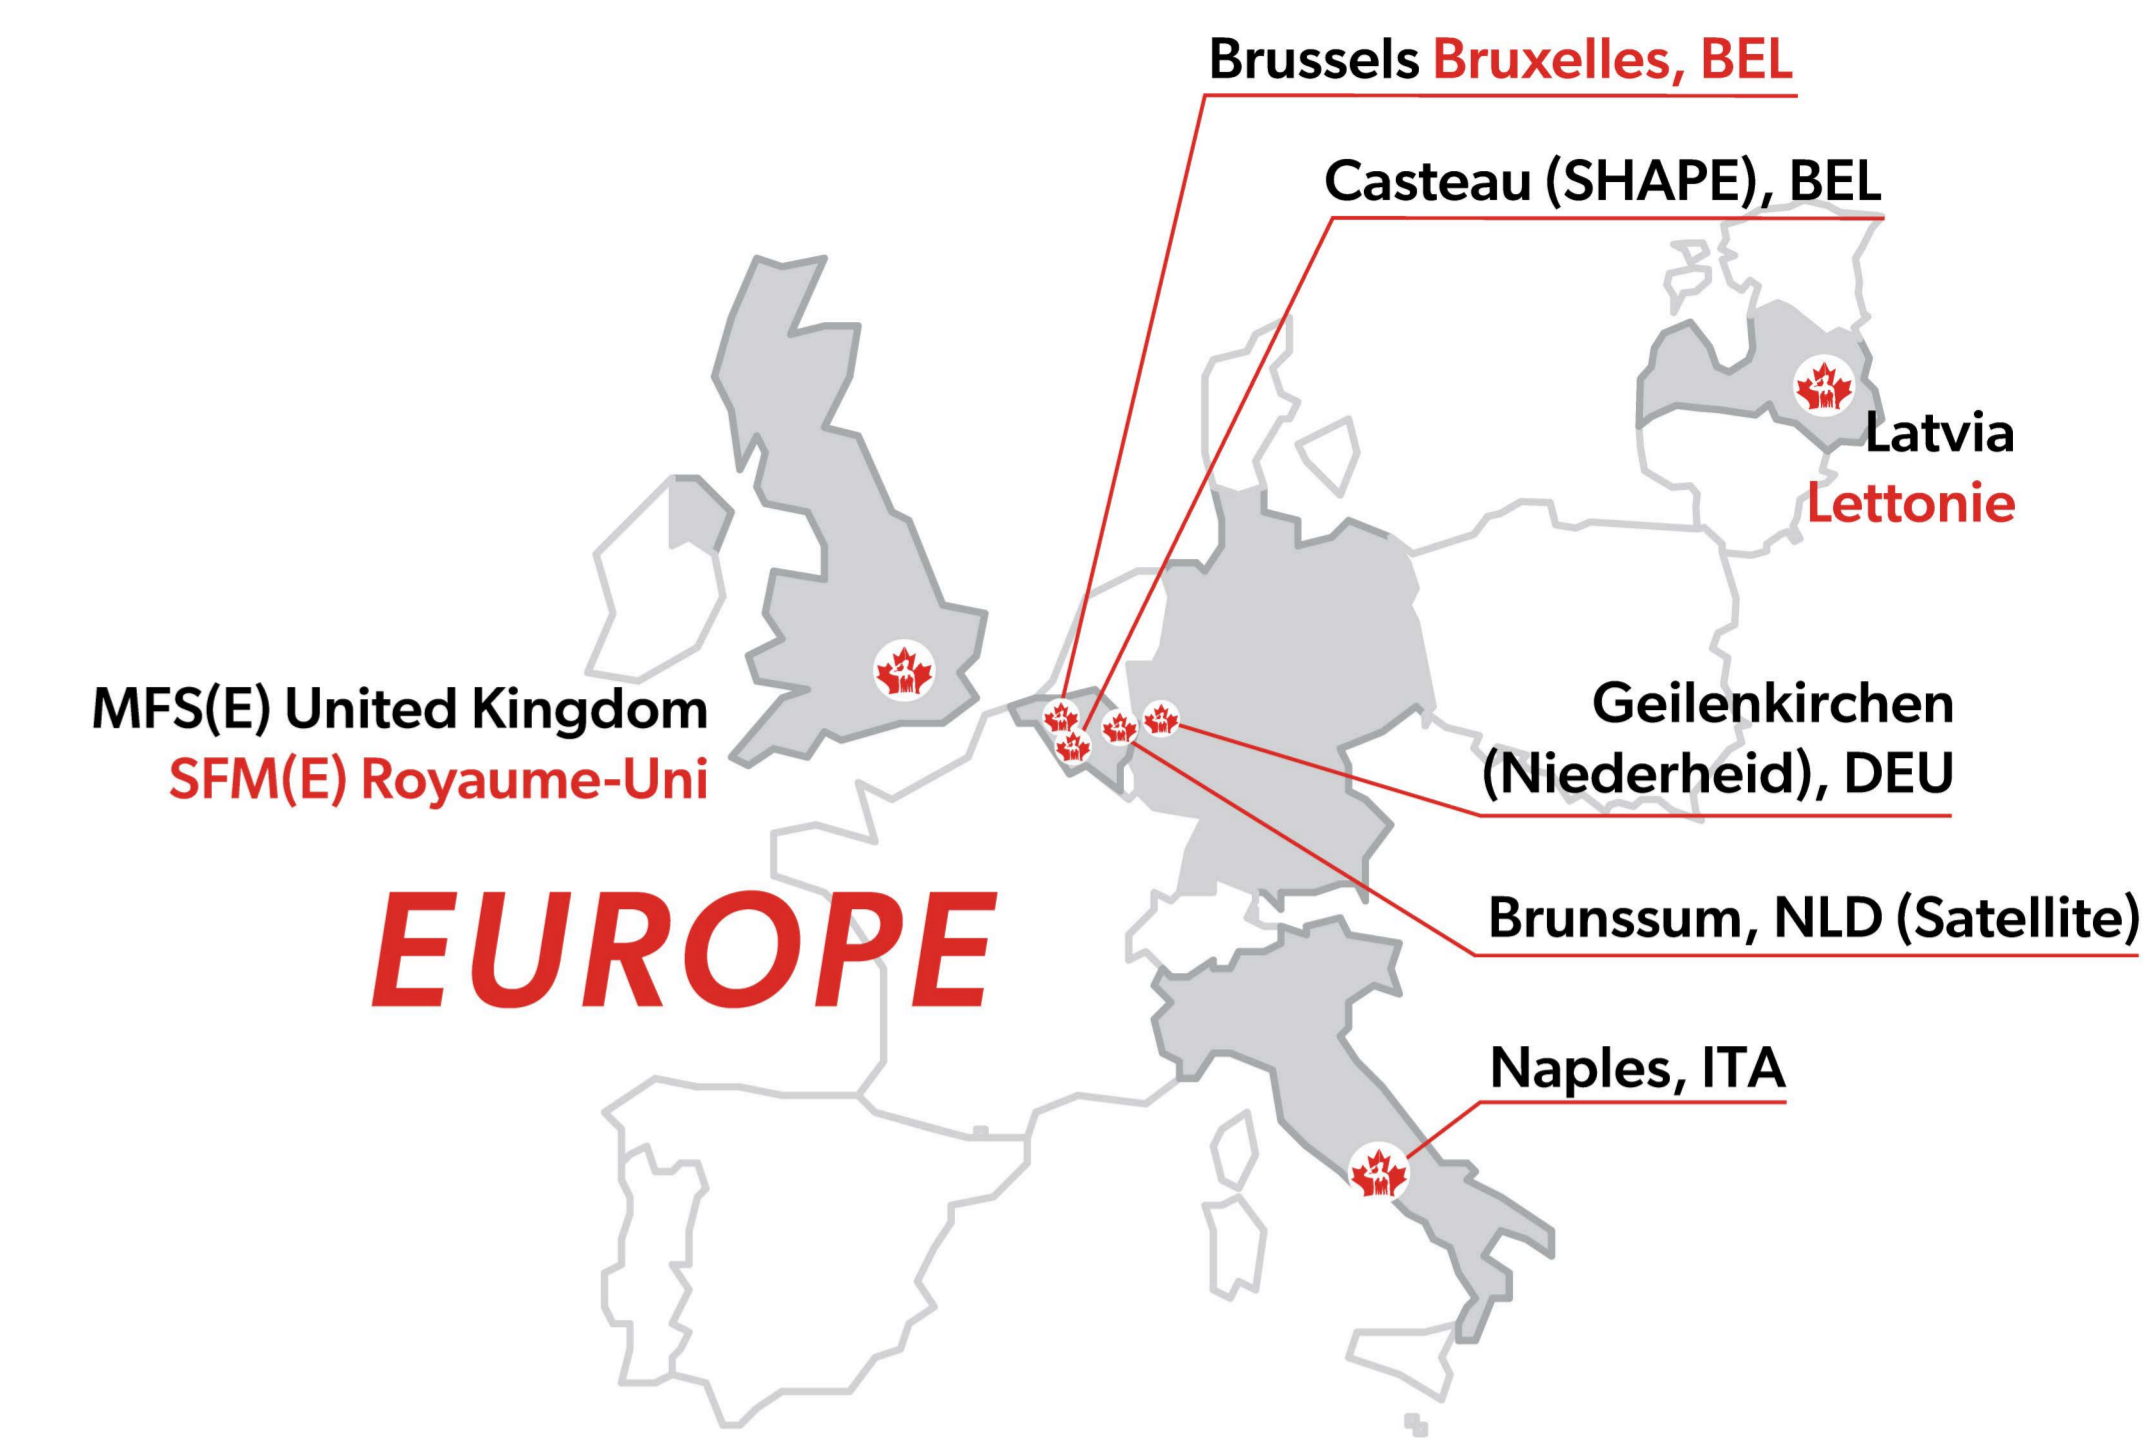 Brussels Bruxelles, BEL
Casteau (SHAPE), BEL
Latvia
Lettonie
MFS(E) United Kingdom
SFM(E) Royaume-Uni
Geilenkirchen
(Niederheid), DEU
EUROPE
Brunssum, NLD (Satellite)
Naples, ITA